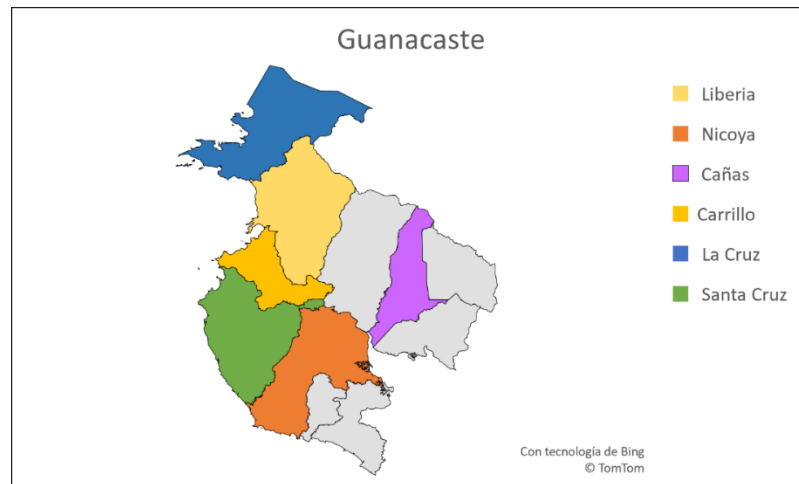 Guanacaste
Liberia
Nicoya
Cañas
Carrillo
La Cruz
Santa Cruz
Con tecnología de Bing
© TomTom